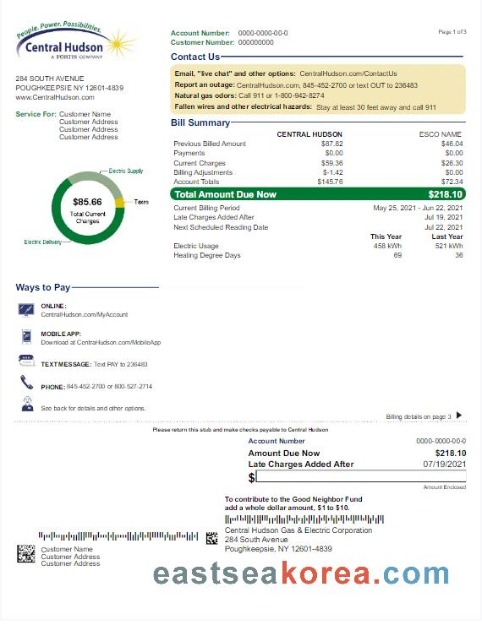 People. Power. Possibilities.
Central Hudson
A FORTIS COMPANY
284 SOUTH AVENUE
POUGHKEEPSIE NY 12601-4839
www.CentralHudson.com
Service For: Customer Name
Customer Address
Customer Address
Customer Address
Account Number: 0000-0000-00-0
Customer Number: 000000000
Page 1 of 3
Contact Us
Email, "live chat" and other options: CentralHudson.com/ContactUs
Report an outage: CentralHudson.com, 845-452-2700 or text OUT to 236483
Natural gas odors: Call 911 or 1-800-942-8274
Fallen wires and other electrical hazards: Stay at least 30 feet away and call 911
Bill Summary
CENTRAL HUDSON ESCO NAME
Previous Billed Amount $87.82 $46.04
Payments $0.00 $0.00
Current Charges $59.36 $26.30
Billing Adjustments $-1.42 $0.00
Account Totals $145.76 $72.34
Total Amount Due Now $218.10
Current Billing Period May 25, 2021 - Jun 22, 2021
Late Charges Added After Jul 19, 2021
Next Scheduled Reading Date Jul 22, 2021
This Year Last Year
Electric Usage 458 kWh 521 kWh
Heating Degree Days 69 36
Electric Supply
Taxes
$85.66
Total Current
Charges
Electric Delivery
Ways to Pay
ONLINE:
CentralHudson.com/MyAccount
MOBILE APP:
Download at CentralHudson.com/MobileApp
TEXT MESSAGE: Text PAY to 236483
PHONE: 845-452-2700 or 800-527-2714
See back for details and other options.
Billing details on page 3
Please return this stub and make checks payable to Central Hudson
Account Number 0000-0000-00-0
Amount Due Now $218.10
Late Charges Added After 07/19/2021
$
Amount Enclosed
To contribute to the Good Neighbor Fund
add a whole dollar amount, $1 to $10.
Central Hudson Gas & Electric Corporation
284 South Avenue
Poughkeepsie, NY 12601-4839
Customer Name
Customer Address
Customer Address
eastseakorea.com